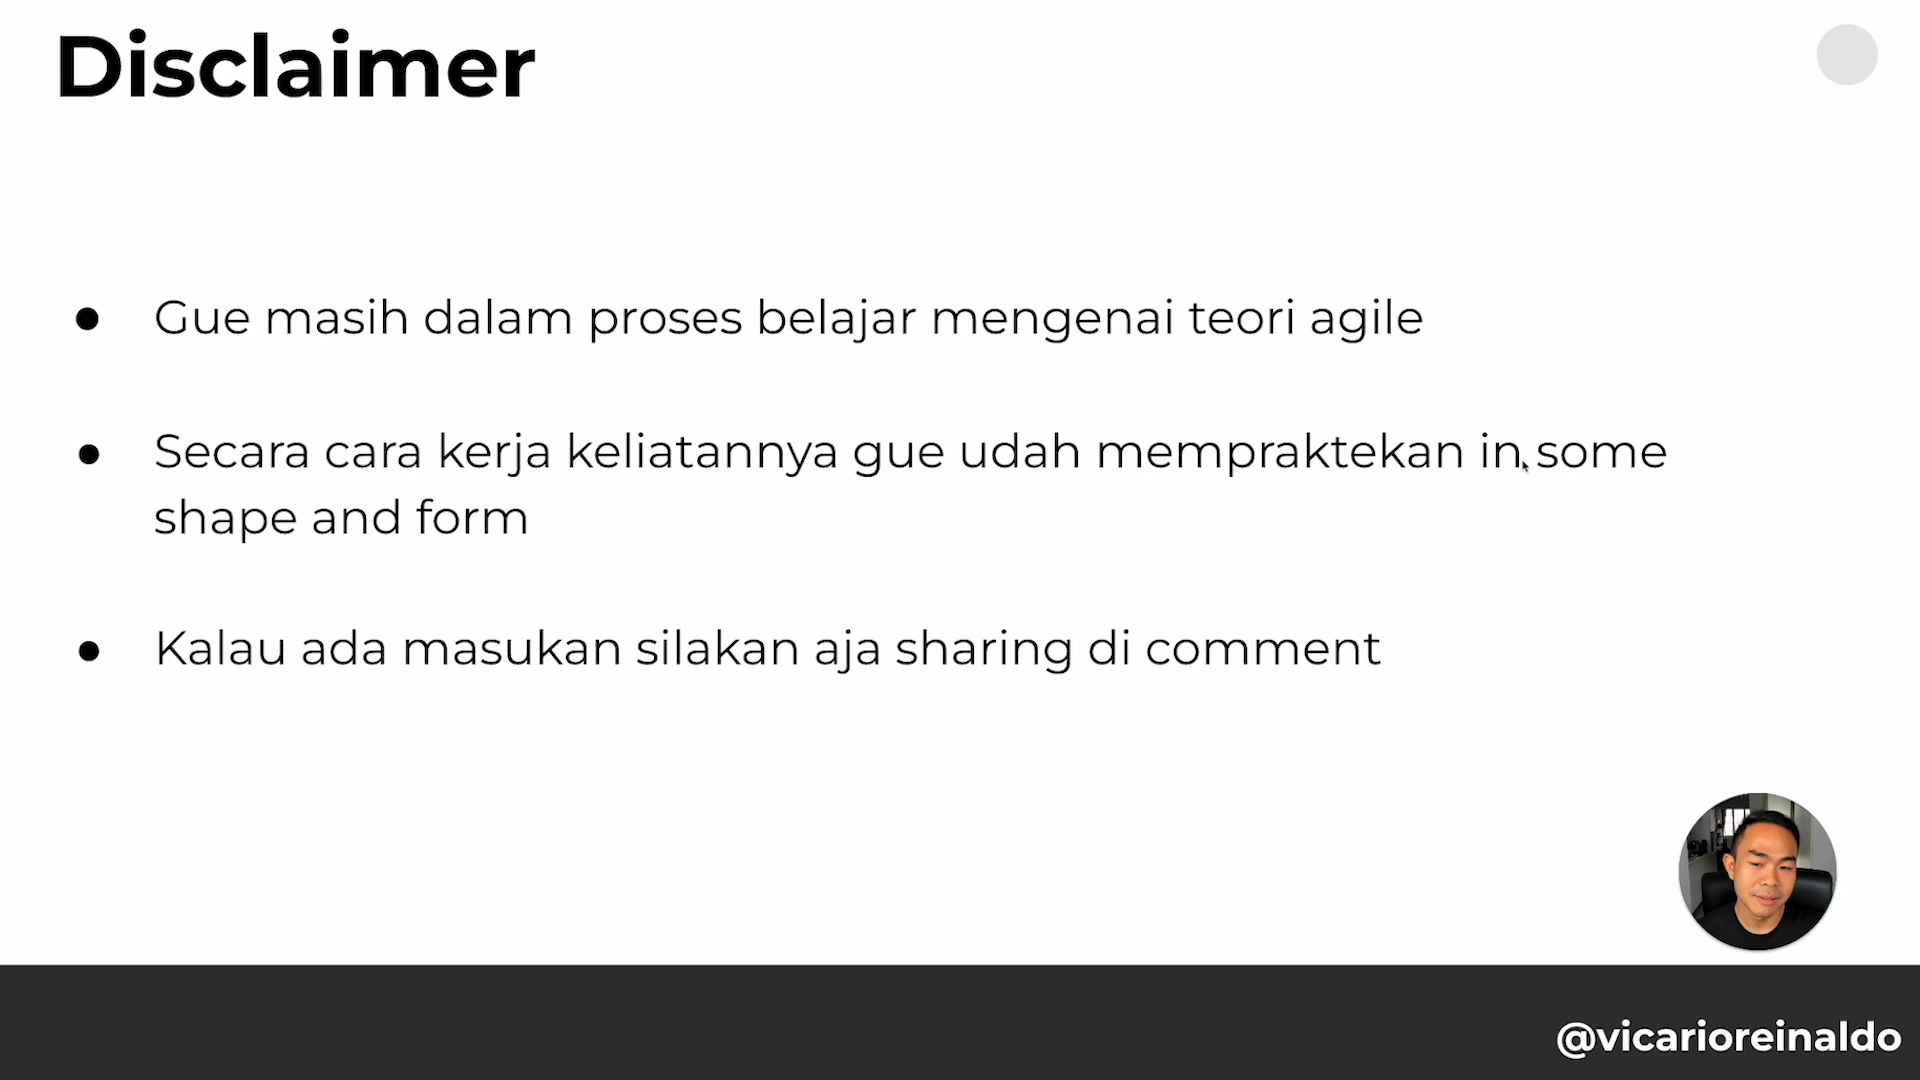 Disclaimer
● Gue masih dalam proses belajar mengenai teori agile
● Secara cara kerja keliatannya gue udah mempraktekan in some
shape and form
● Kalau ada masukan silakan aja sharing di comment
@vicarioreinaldo